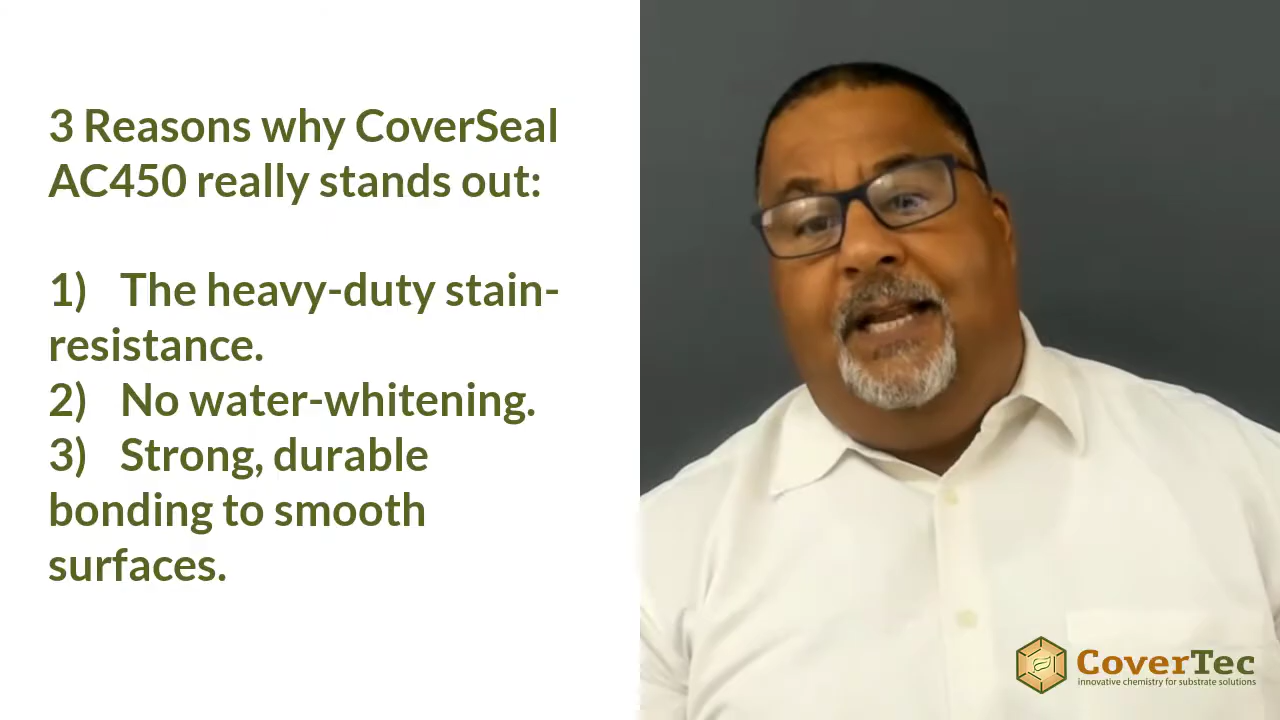 3 Reasons why CoverSeal
AC450 really stands out:
1) The heavy-duty stain-
resistance.
2) No water-whitening.
3) Strong, durable
bonding to smooth
surfaces.
CoverTec
innovative chemistry for substrate solutions